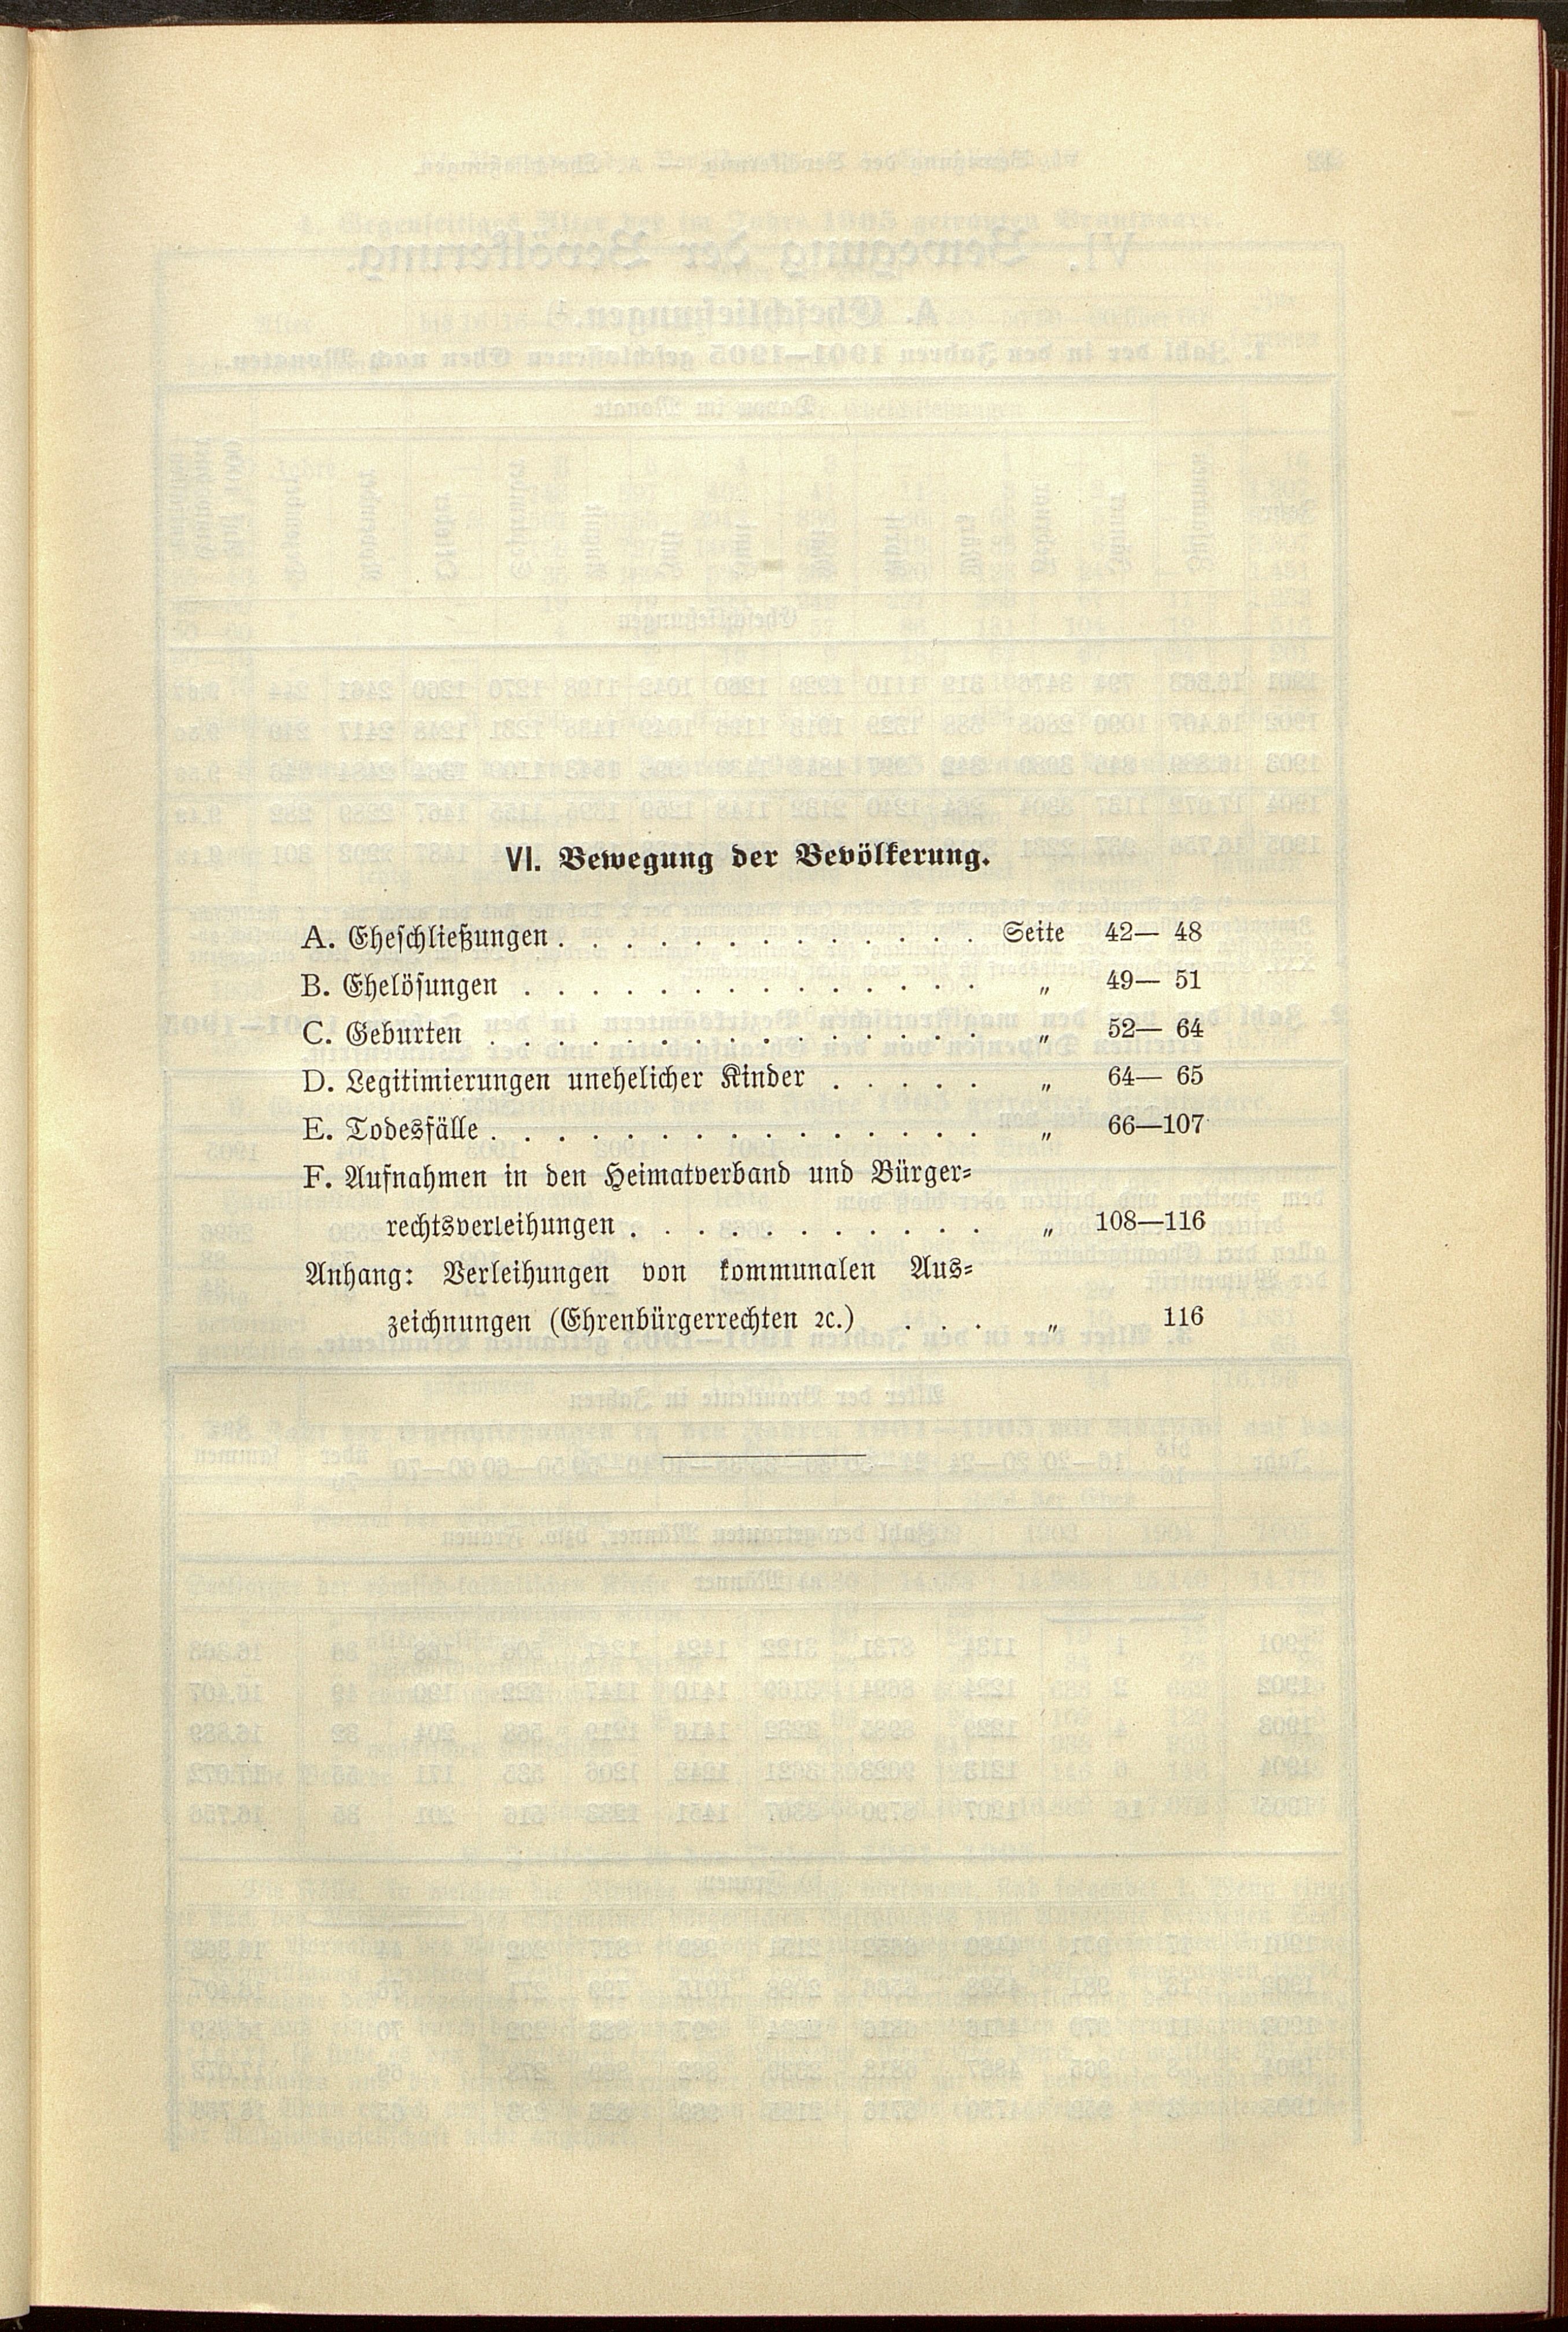 VI. Bewegung der Bevölkerung.
A. Eheschließungen . . . . . . . . . . . . . Seite 42— 48
B. Ehelösungen . . . . . . . . . . . . . „ 49— 51
C. Geburten . . . . . . . . . . . . . . „ 52— 64
D. Legitimierungen unehelicher Kinder . . . . . „ 64— 65
E. Todesfälle . . . . . . . . . . . . . . „ 66—107
F. Aufnahmen in den Heimatverband und Bürger-
rechtsverleihungen . . . . . . . . . . „ 108—116
Anhang: Verleihungen von kommunalen Aus-
zeichnungen (Ehrenbürgerrechten ꝛc.) . . . „ 116